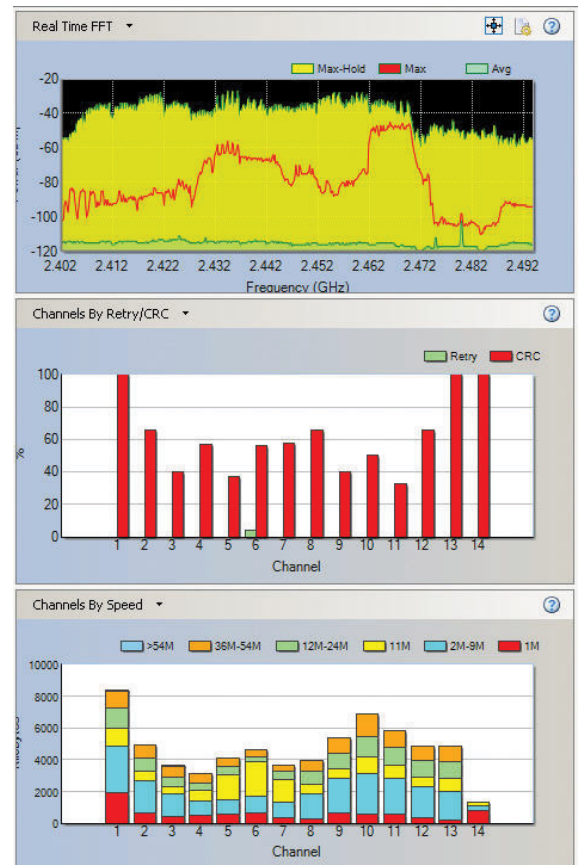 Real Time FFT
Max-Hold Max Avg
-20
-40
-60
-80
-100
-120
2.402 2.412 2.422 2.432 2.442 2.452 2.462 2.472 2.482 2.492
Frequency (GHz)
Channels By Retry/CRC
Retry CRC
100
80
60
40
20
0
%
1 2 3 4 5 6 7 8 9 10 11 12 13 14
Channel
Channels By Speed
>54M 36M-54M 12M-24M 11M 2M-9M 1M
10000
8000
6000
4000
2000
0
Kilobytes
1 2 3 4 5 6 7 8 9 10 11 12 13 14
Channel